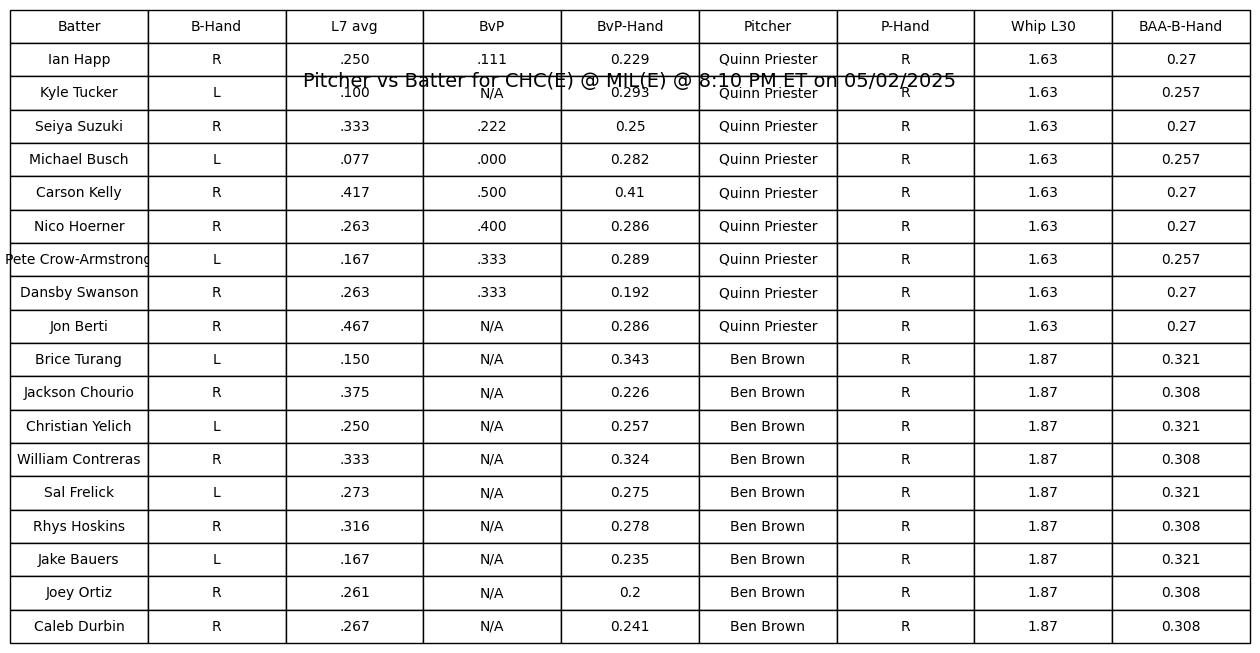 Batter B-Hand L7 avg BvP BvP-Hand Pitcher P-Hand Whip L30 BAA-B-Hand
Ian Happ R .250 .111 0.229 Quinn Priester R 1.63 0.27
Pitcher vs Batter for CHC(E) @ MIL(E) @ 8:10 PM ET on 05/02/2025
Kyle Tucker L .100 N/A 0.293 Quinn Priester R 1.63 0.257
Seiya Suzuki R .333 .222 0.25 Quinn Priester R 1.63 0.27
Michael Busch L .077 .000 0.282 Quinn Priester R 1.63 0.257
Carson Kelly R .417 .500 0.41 Quinn Priester R 1.63 0.27
Nico Hoerner R .263 .400 0.286 Quinn Priester R 1.63 0.27
Pete Crow-Armstrong L .167 .333 0.289 Quinn Priester R 1.63 0.257
Dansby Swanson R .263 .333 0.192 Quinn Priester R 1.63 0.27
Jon Berti R .467 N/A 0.286 Quinn Priester R 1.63 0.27
Brice Turang L .150 N/A 0.343 Ben Brown R 1.87 0.321
Jackson Chourio R .375 N/A 0.226 Ben Brown R 1.87 0.308
Christian Yelich L .250 N/A 0.257 Ben Brown R 1.87 0.321
William Contreras R .333 N/A 0.324 Ben Brown R 1.87 0.308
Sal Frelick L .273 N/A 0.275 Ben Brown R 1.87 0.321
Rhys Hoskins R .316 N/A 0.278 Ben Brown R 1.87 0.308
Jake Bauers L .167 N/A 0.235 Ben Brown R 1.87 0.321
Joey Ortiz R .261 N/A 0.2 Ben Brown R 1.87 0.308
Caleb Durbin R .267 N/A 0.241 Ben Brown R 1.87 0.308